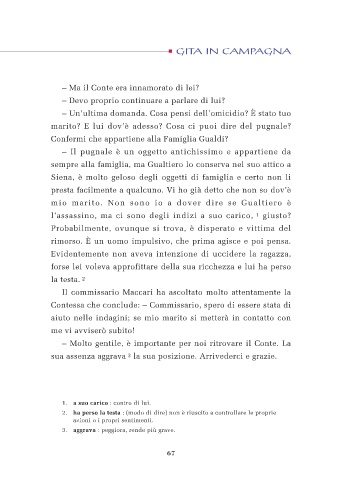 GITA IN CAMPAGNA
– Ma il Conte era innamorato di lei?
– Devo proprio continuare a parlare di lui?
– Un'ultima domanda. Cosa pensi dell'omicidio? È stato tuo
marito? E lui dov'è adesso? Cosa ci puoi dire del pugnale?
Confermi che appartiene alla Famiglia Gualdi?
– Il pugnale è un oggetto antichissimo e appartiene da
sempre alla famiglia, ma Gualtiero lo conserva nel suo attico a
Siena, è molto geloso degli oggetti di famiglia e certo non li
presta facilmente a qualcuno. Vi ho già detto che non so dov'è
mio marito. Non sono io a dover dire se Gualtiero è
l'assassino, ma ci sono degli indizi a suo carico, 1 giusto?
Probabilmente, ovunque si trova, è disperato e vittima del
rimorso. È un uomo impulsivo, che prima agisce e poi pensa.
Evidentemente non aveva intenzione di uccidere la ragazza,
forse lei voleva approfittare della sua ricchezza e lui ha perso
la testa. 2
Il commissario Maccari ha ascoltato molto attentamente la
Contessa che conclude: – Commissario, spero di essere stata di
aiuto nelle indagini; se mio marito si metterà in contatto con
me vi avviserò subito!
– Molto gentile, è importante per noi ritrovare il Conte. La
sua assenza aggrava 3 la sua posizione. Arrivederci e grazie.
1. a suo carico : contro di lui.
2. ha perso la testa : (modo di dire) non è riuscito a controllare le proprie
azioni o i propri sentimenti.
3. aggrava : peggiora, rende più grave.
67